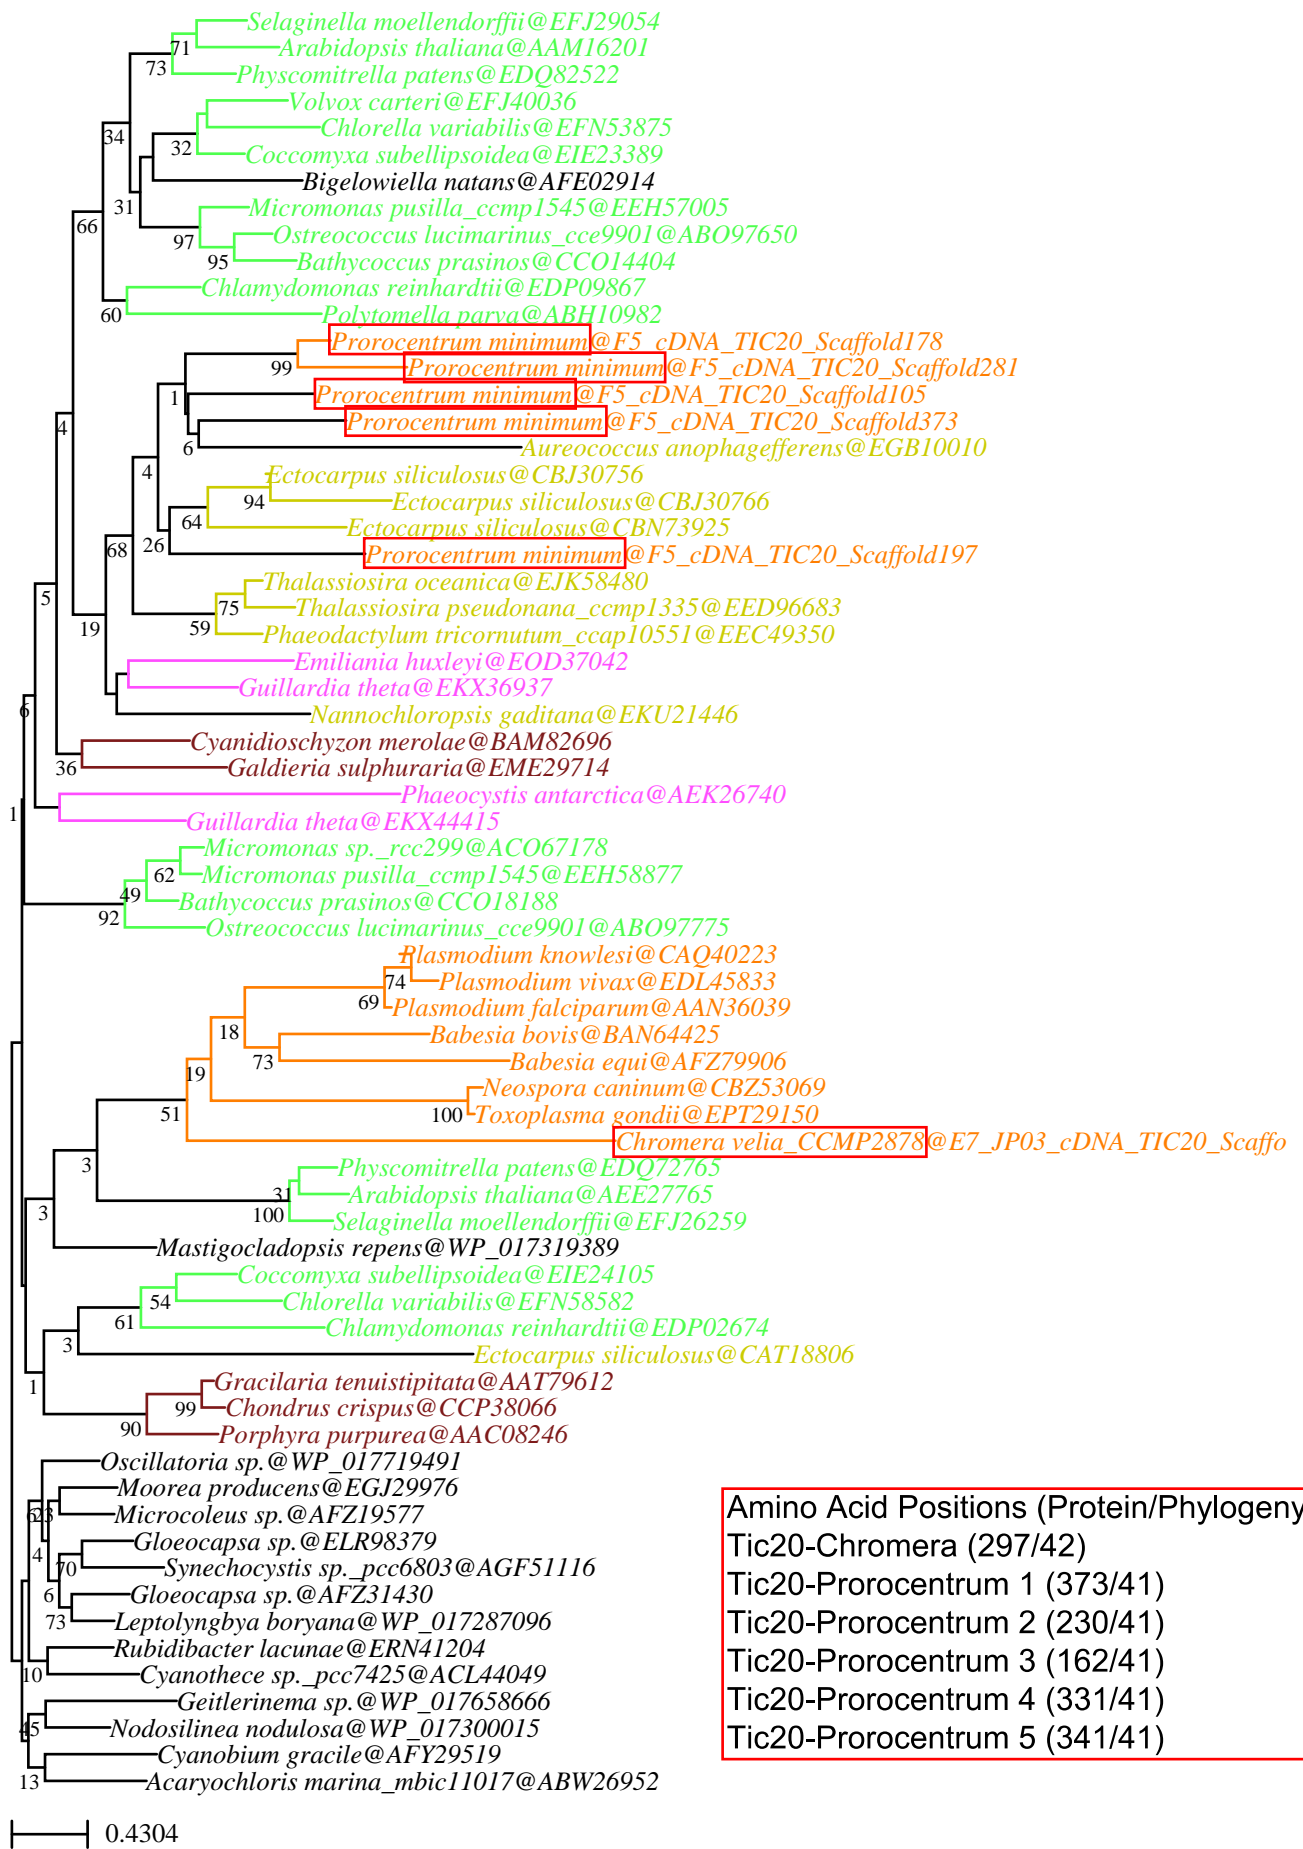 Selaginella moellendorffii@EFJ29054
71
Arabidopsis thaliana@AAM16201
73
Physcomitrella patens@EDQ82522
Volvox carteri@EFJ40036
34
Chlorella variabilis@EFN53875
32
Coccomyxa subellipsoidea@EIE23389
Bigelowiella natans@AFE02914
31
Micromonas pusilla_ccmp1545@EEH57005
66
97
Ostreococcus lucimarinus_cce9901@ABO97650
95
Bathycoccus prasinos@CCO14404
Chlamydomonas reinhardtii@EDP09867
60
Polytomella parva@ABH10982
Prorocentrum minimum@F5_cDNA_TIC20_Scaffold178
99
Prorocentrum minimum@F5_cDNA_TIC20_Scaffold281
1
Prorocentrum minimum@F5_cDNA_TIC20_Scaffold105
Prorocentrum minimum@F5_cDNA_TIC20_Scaffold373
4
6
Aureococcus anophagefferens@EGB10010
4
Ectocarpus siliculosus@CBJ30756
94
Ectocarpus siliculosus@CBJ30766
64
Ectocarpus siliculosus@CBN73925
68
26
Prorocentrum minimum@F5_cDNA_TIC20_Scaffold197
Thalassiosira oceanica@EJK58480
5
75
Thalassiosira pseudonana_ccmp1335@EED96683
19
59
Phaeodactylum tricornutum_ccap10551@EEC49350
Emiliania huxleyi@EOD37042
Guillardia theta@EKX36937
6
Nannochloropsis gaditana@EKU21446
Cyanidioschyzon merolae@BAM82696
36
Galdieria sulphuraria@EME29714
Phaeocystis antarctica@AEK26740
1
Guillardia theta@EKX44415
Micromonas sp._rcc299@ACO67178
62
Micromonas pusilla_ccmp1545@EEH58877
49
Bathycoccus prasinos@CCO18188
92
Ostreococcus lucimarinus_cce9901@ABO97775
Plasmodium knowlesi@CAQ40223
74
Plasmodium vivax@EDL45833
69
Plasmodium falciparum@AAN36039
18
Babesia bovis@BAN64425
73
Babesia equi@AFZ79906
19
Neospora caninum@CBZ53069
51
100
Toxoplasma gondii@EPT29150
Chromera velia_CCMP2878@E7_JP03_cDNA_TIC20_Scaffo
3
Physcomitrella patens@EDQ72765
31
Arabidopsis thaliana@AEE27765
3
100
Selaginella moellendorffii@EFJ26259
Mastigocladopsis repens@WP_017319389
Coccomyxa subellipsoidea@EIE24105
54
Chlorella variabilis@EFN58582
61
Chlamydomonas reinhardtii@EDP02674
3
Ectocarpus siliculosus@CAT18806
1
Gracilaria tenuistipitata@AAT79612
99
Chondrus crispus@CCP38066
90
Porphyra purpurea@AAC08246
Oscillatoria sp.@WP_017719491
Moorea producens@EGJ29976
6
23
Microcoleus sp.@AFZ19577
Gloeocapsa sp.@ELR98379
4
70
Synechocystis sp._pcc6803@AGF51116
6
Gloeocapsa sp.@AFZ31430
73
Leptolyngbya boryana@WP_017287096
Rubidibacter lacunae@ERN41204
10
Cyanothece sp._pcc7425@ACL44049
Geitlerinema sp.@WP_017658666
45
Nodosilinea nodulosa@WP_017300015
Cyanobium gracile@AFY29519
13
Acaryochloris marina_mbic11017@ABW26952
0.4304
Amino Acid Positions (Protein/Phylogeny
Tic20-Chromera (297/42)
Tic20-Prorocentrum 1 (373/41)
Tic20-Prorocentrum 2 (230/41)
Tic20-Prorocentrum 3 (162/41)
Tic20-Prorocentrum 4 (331/41)
Tic20-Prorocentrum 5 (341/41)